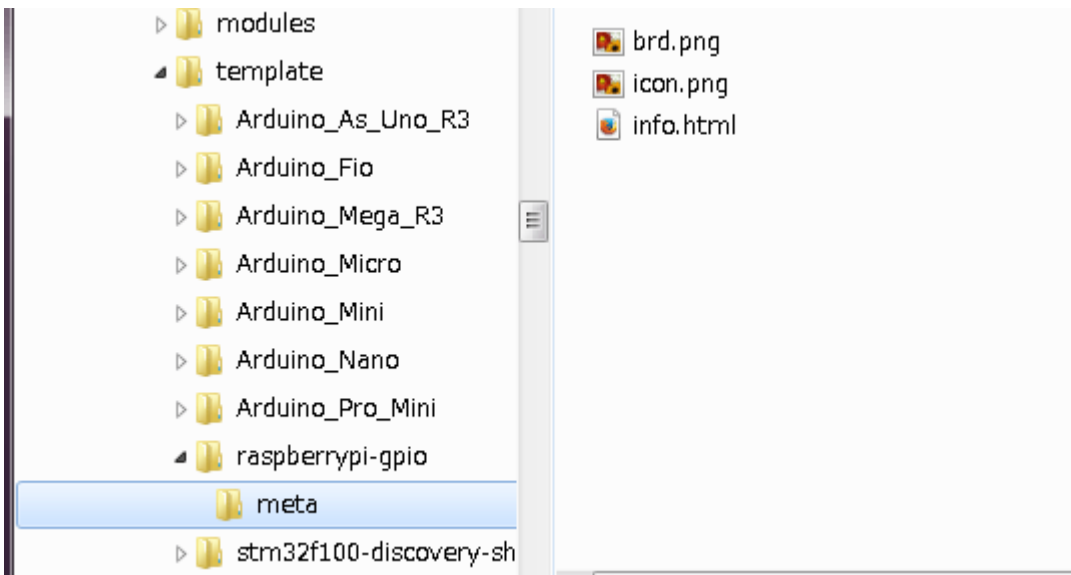 modules
template
Arduino_As_Uno_R3
Arduino_Fio
Arduino_Mega_R3
Arduino_Micro
Arduino_Mini
Arduino_Nano
Arduino_Pro_Mini
raspberrypi-gpio
meta
stm32f100-discovery-sh
brd.png
icon.png
info.html